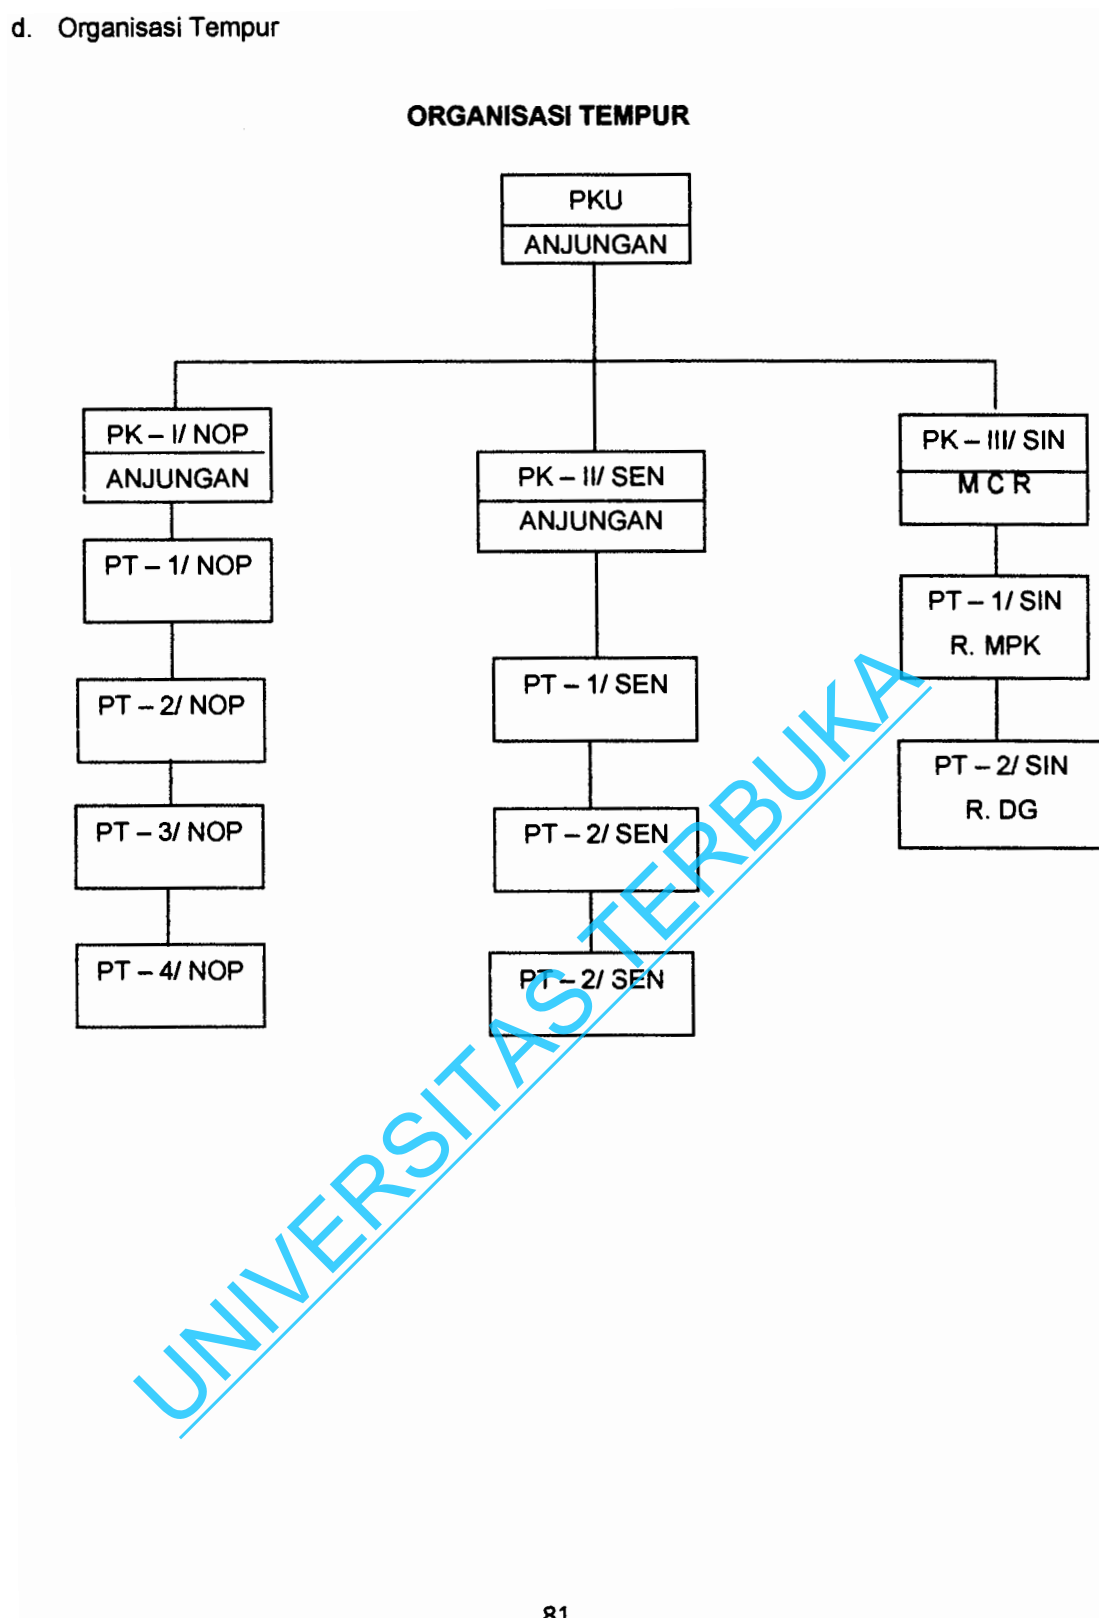 d. Organisasi Tempur
ORGANISASI TEMPUR
PKU
ANJUNGAN
PK – I/ NOP
ANJUNGAN
PT – 1/ NOP
PT – 2/ NOP
PT – 3/ NOP
PT – 4/ NOP
PK – II/ SEN
ANJUNGAN
PT – 1/ SEN
PT – 2/ SEN
PT – 2/ SEN
PK – III/ SIN
M C R
PT – 1/ SIN
R. MPK
PT – 2/ SIN
R. DG
UNIVERSITAS TERBUKA
81